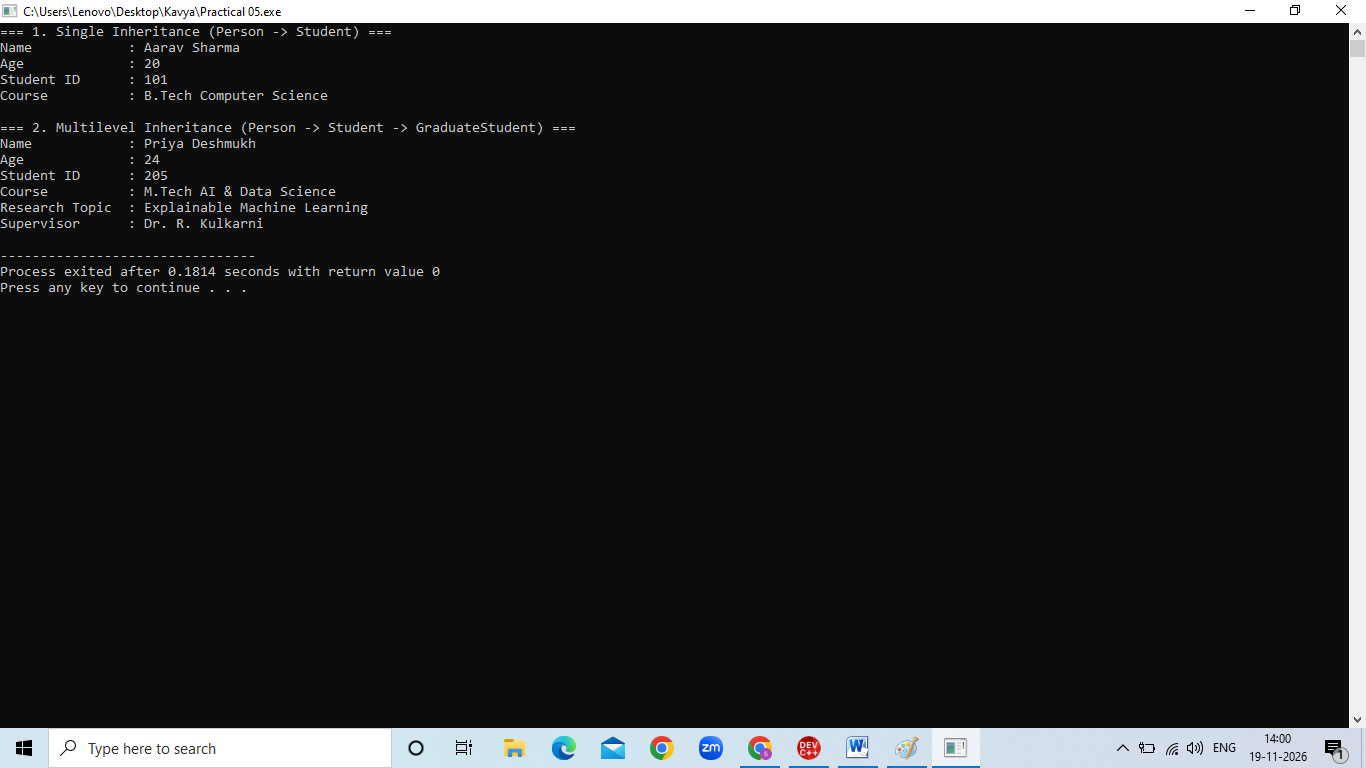 C:\Users\Lenovo\Desktop\Kavya\Practical 05.exe
=== 1. Single Inheritance (Person -> Student) ===
Name            : Aarav Sharma
Age             : 20
Student ID      : 101
Course          : B.Tech Computer Science
=== 2. Multilevel Inheritance (Person -> Student -> GraduateStudent) ===
Name            : Priya Deshmukh
Age             : 24
Student ID      : 205
Course          : M.Tech AI & Data Science
Research Topic  : Explainable Machine Learning
Supervisor      : Dr. R. Kulkarni
--------------------------------
Process exited after 0.1814 seconds with return value 0
Press any key to continue . . .
Type here to search
zm
S
DEV C++
W
ENG
14:00
19-11-2026
1